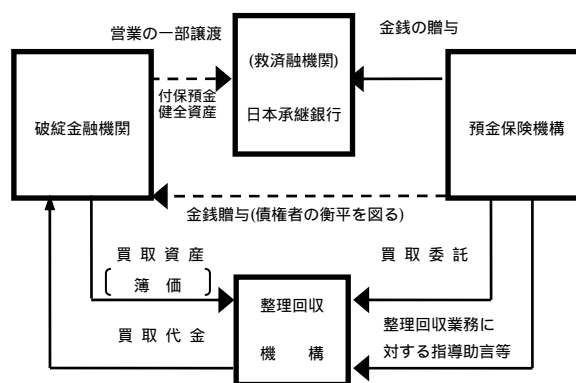 営業の一部譲渡
金銭の贈与
(救済融機関)
日本承継銀行
付保預金
健全資産
破綻金融機関
預金保険機構
金銭贈与(債権者の衡平を図る)
買取資産
簿価
買取委託
整理回収
機構
買取代金
整理回収業務に
対する指導助言等